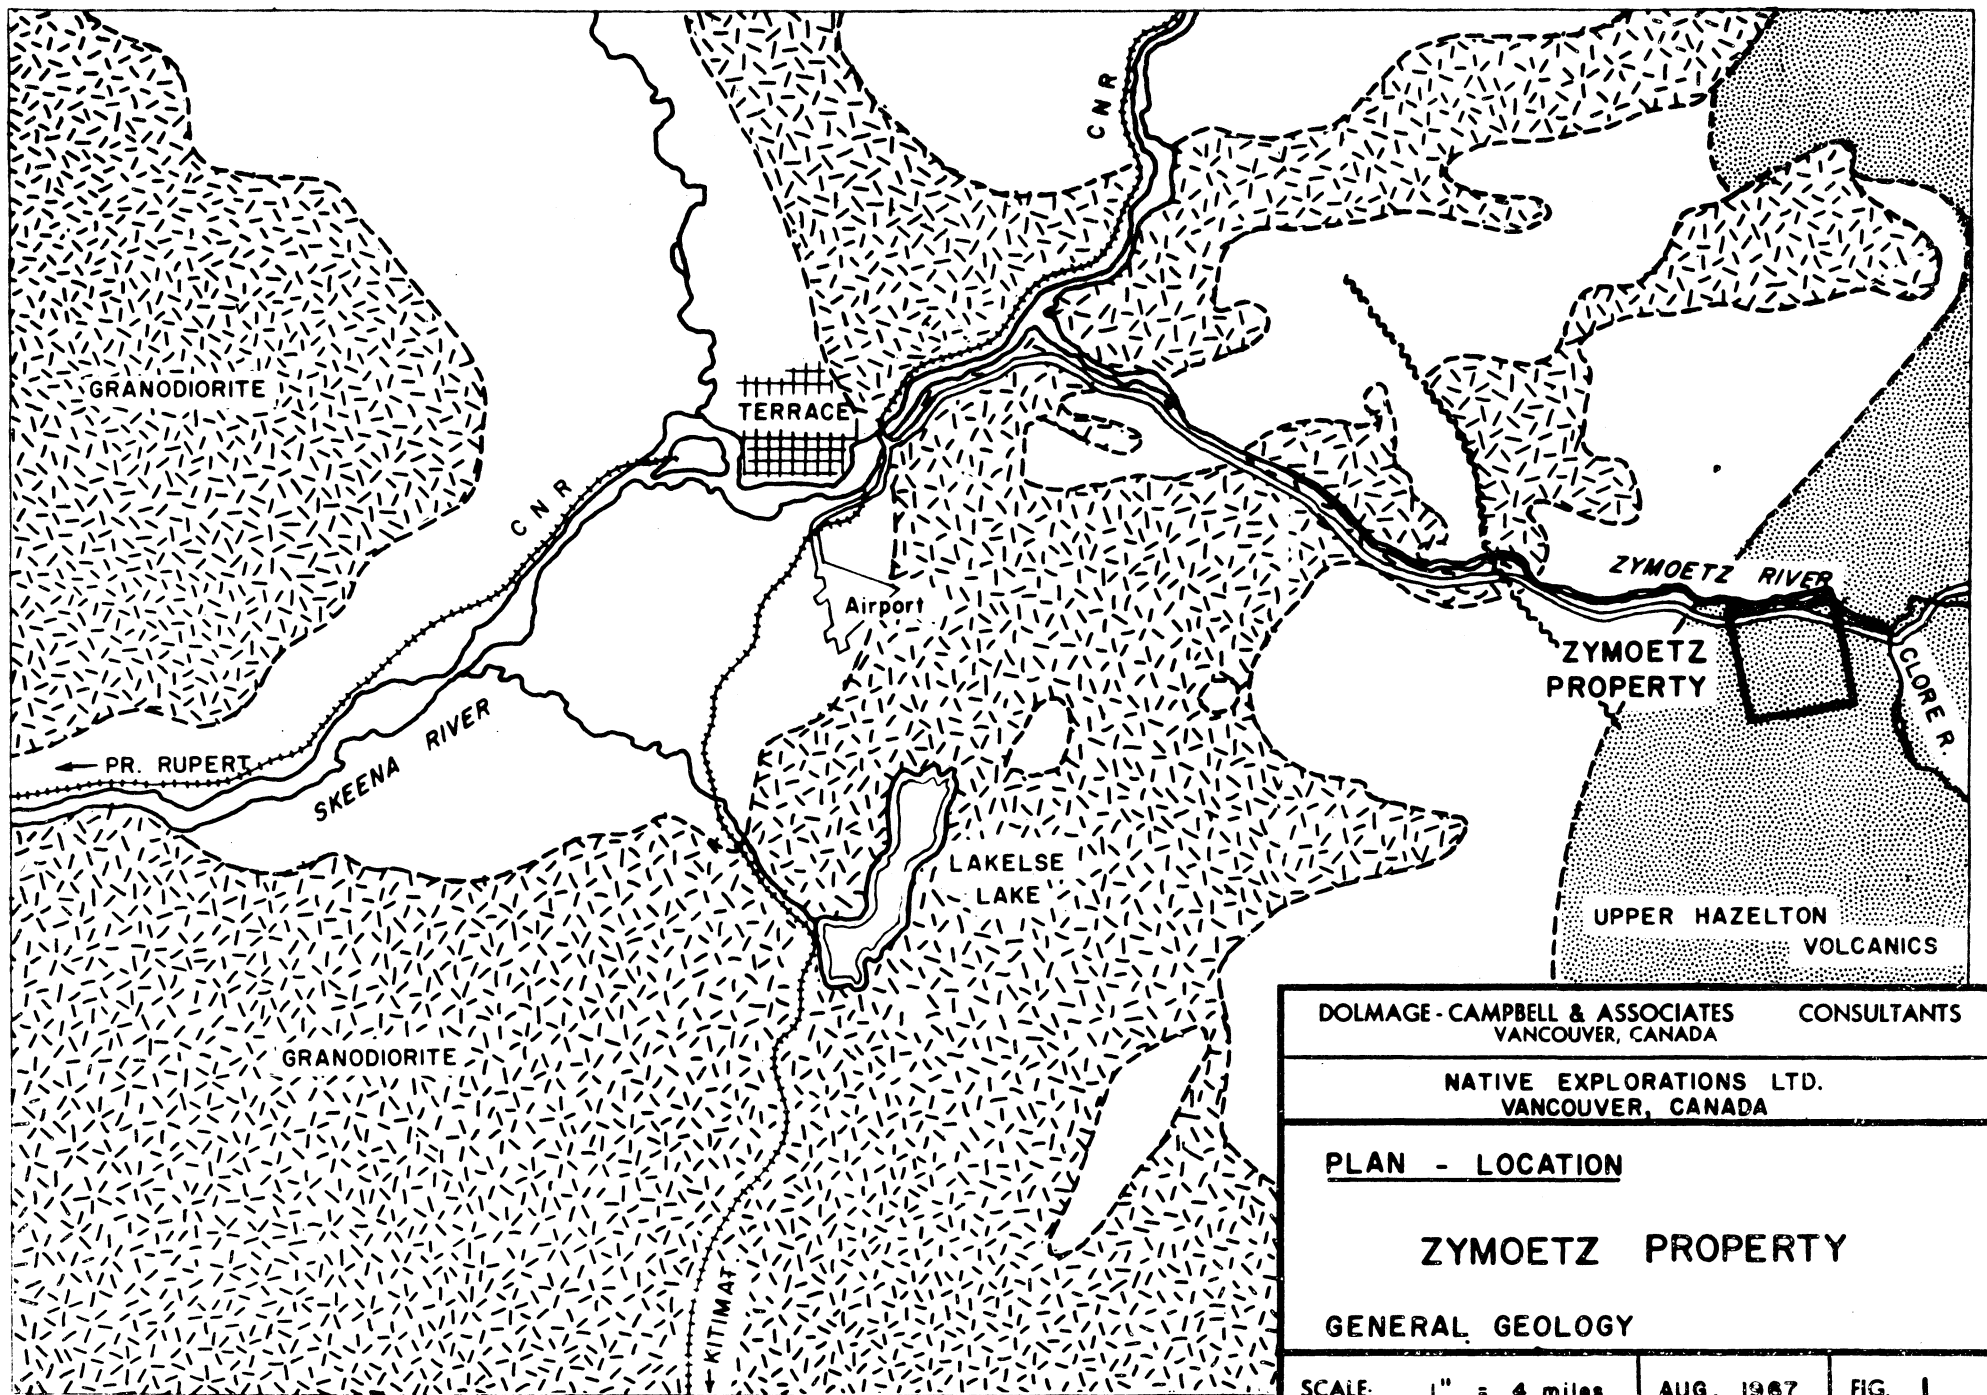 CNR
GRANODIORITE
TERRACE
CNR
Airport
ZYMOETZ RIVER
ZYMOETZ
PROPERTY
CLORE R.
PR. RUPERT
SKEENA RIVER
LAKELSE
LAKE
UPPER HAZELTON
VOLCANICS
GRANODIORITE
KITIMAT
DOLMAGE - CAMPBELL & ASSOCIATES CONSULTANTS
VANCOUVER, CANADA
NATIVE EXPLORATIONS LTD.
VANCOUVER, CANADA
PLAN - LOCATION
ZYMOETZ PROPERTY
GENERAL GEOLOGY
SCALE: 1" = 4 miles AUG. 1967 FIG. 1